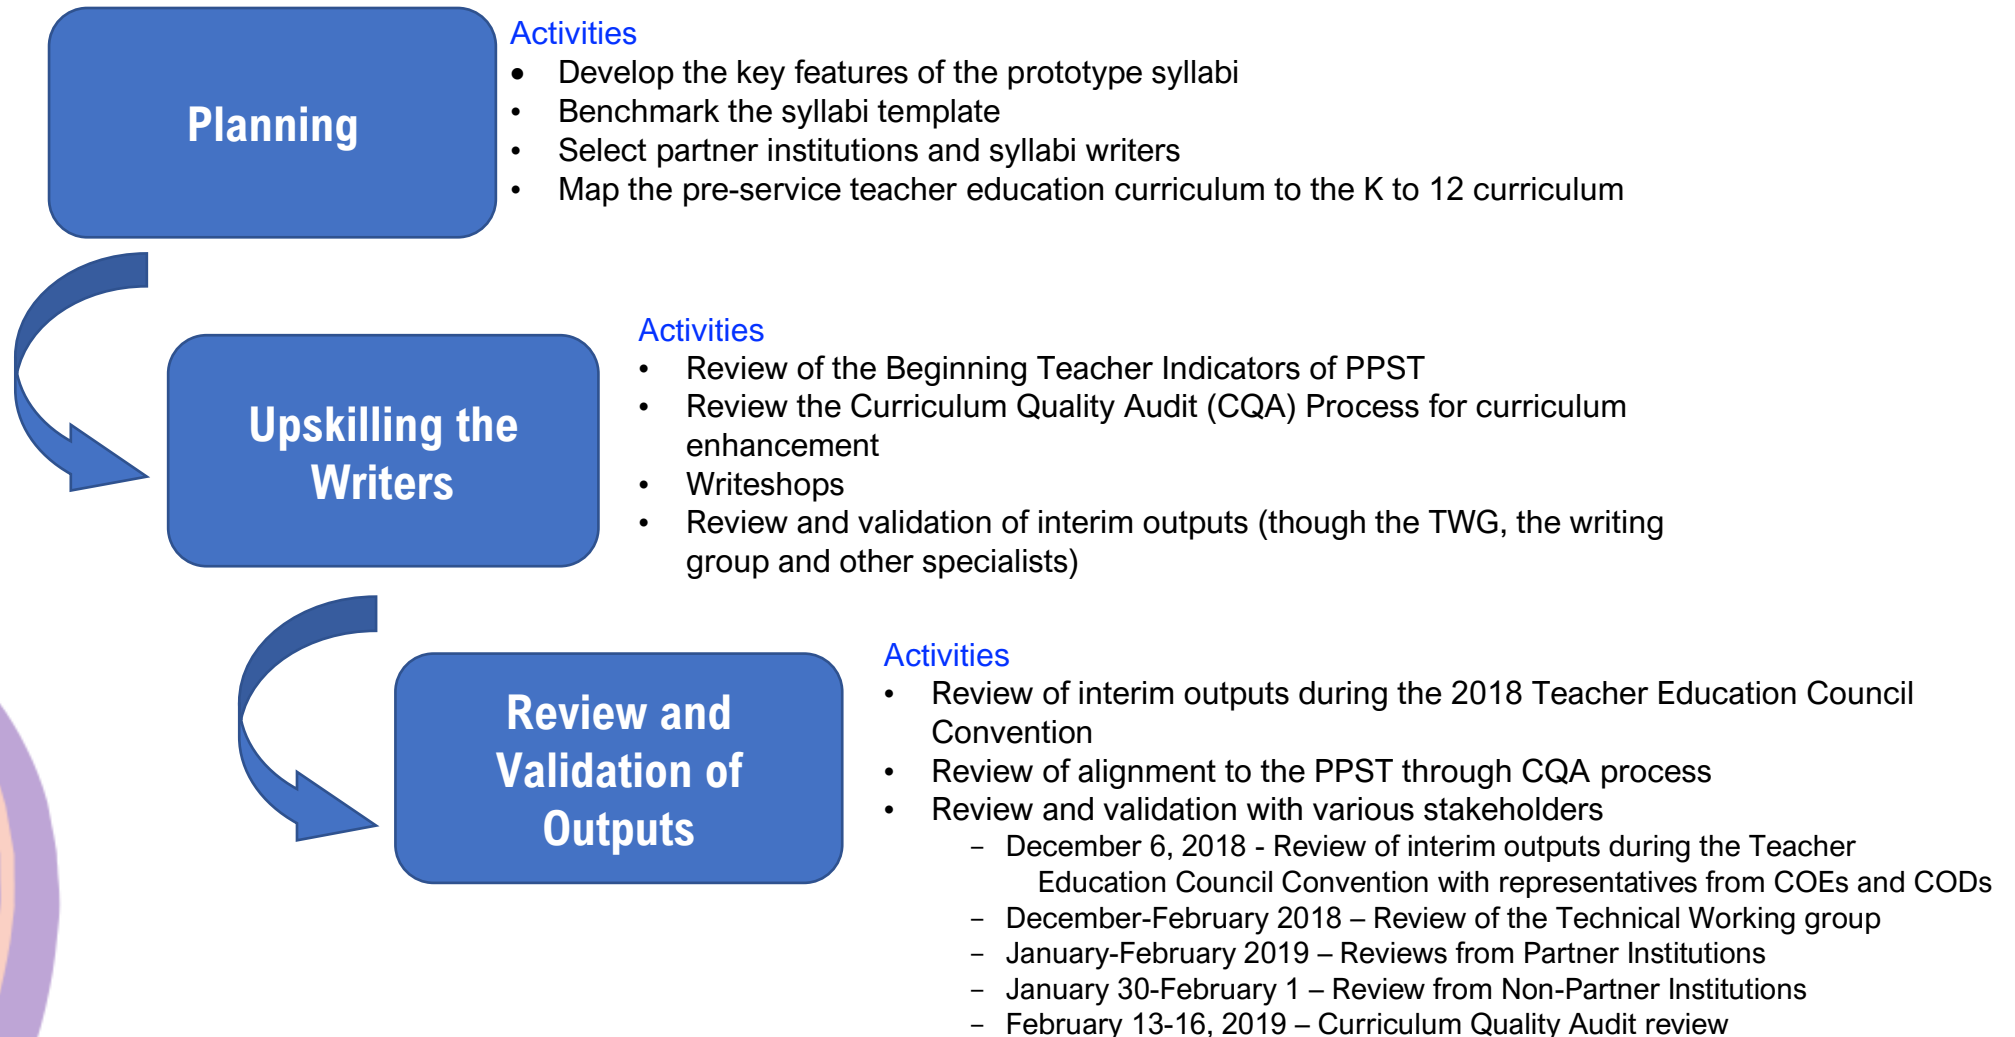 Planning
Activities
• Develop the key features of the prototype syllabi
• Benchmark the syllabi template
• Select partner institutions and syllabi writers
• Map the pre-service teacher education curriculum to the K to 12 curriculum
Upskilling the
Writers
Activities
• Review of the Beginning Teacher Indicators of PPST
• Review the Curriculum Quality Audit (CQA) Process for curriculum
enhancement
• Writeshops
• Review and validation of interim outputs (though the TWG, the writing
group and other specialists)
Review and
Validation of
Outputs
Activities
• Review of interim outputs during the 2018 Teacher Education Council
Convention
• Review of alignment to the PPST through CQA process
• Review and validation with various stakeholders
– December 6, 2018 - Review of interim outputs during the Teacher
Education Council Convention with representatives from COEs and CODs
– December-February 2018 – Review of the Technical Working group
– January-February 2019 – Reviews from Partner Institutions
– January 30-February 1 – Review from Non-Partner Institutions
– February 13-16, 2019 – Curriculum Quality Audit review